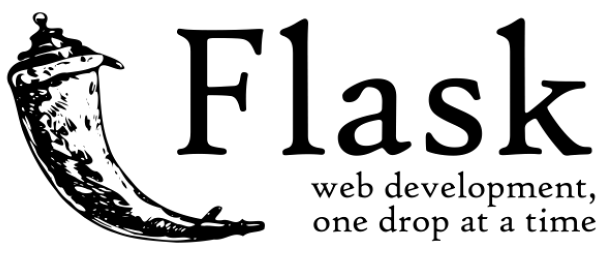 Flask
web development,
one drop at a time